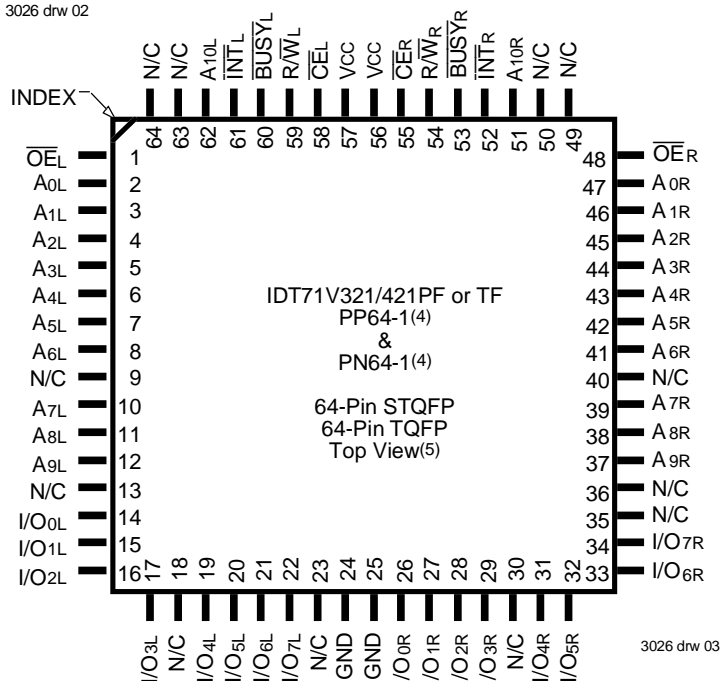 3026 drw 02
N/C
N/C
A10L
INTL
BUSYL
R/WL
CEL
VCC
VCC
CER
R/WR
BUSYR
INTR
A10R
N/C
N/C
INDEX
64 63 62 61 60 59 58 57 56 55 54 53 52 51 50 49
OEL 1
A0L 2
A1L 3
A2L 4
A3L 5
A4L 6
A5L 7
A6L 8
N/C 9
A7L 10
A8L 11
A9L 12
N/C 13
I/O0L 14
I/O1L 15
I/O2L 16
IDT71V321/421PF or TF
PP64-1(4)
&
PN64-1(4)
64-Pin STQFP
64-Pin TQFP
Top View(5)
48 OER
47 A0R
46 A1R
45 A2R
44 A3R
43 A4R
42 A5R
41 A6R
40 N/C
39 A7R
38 A8R
37 A9R
36 N/C
35 N/C
34 I/O7R
33 I/O6R
17 18 19 20 21 22 23 24 25 26 27 28 29 30 31 32
I/O3L
N/C
I/O4L
I/O5L
I/O6L
I/O7L
N/C
GND
GND
/O0R
/O1R
/O2R
/O3R
N/C
I/O4R
I/O5R
3026 drw 03